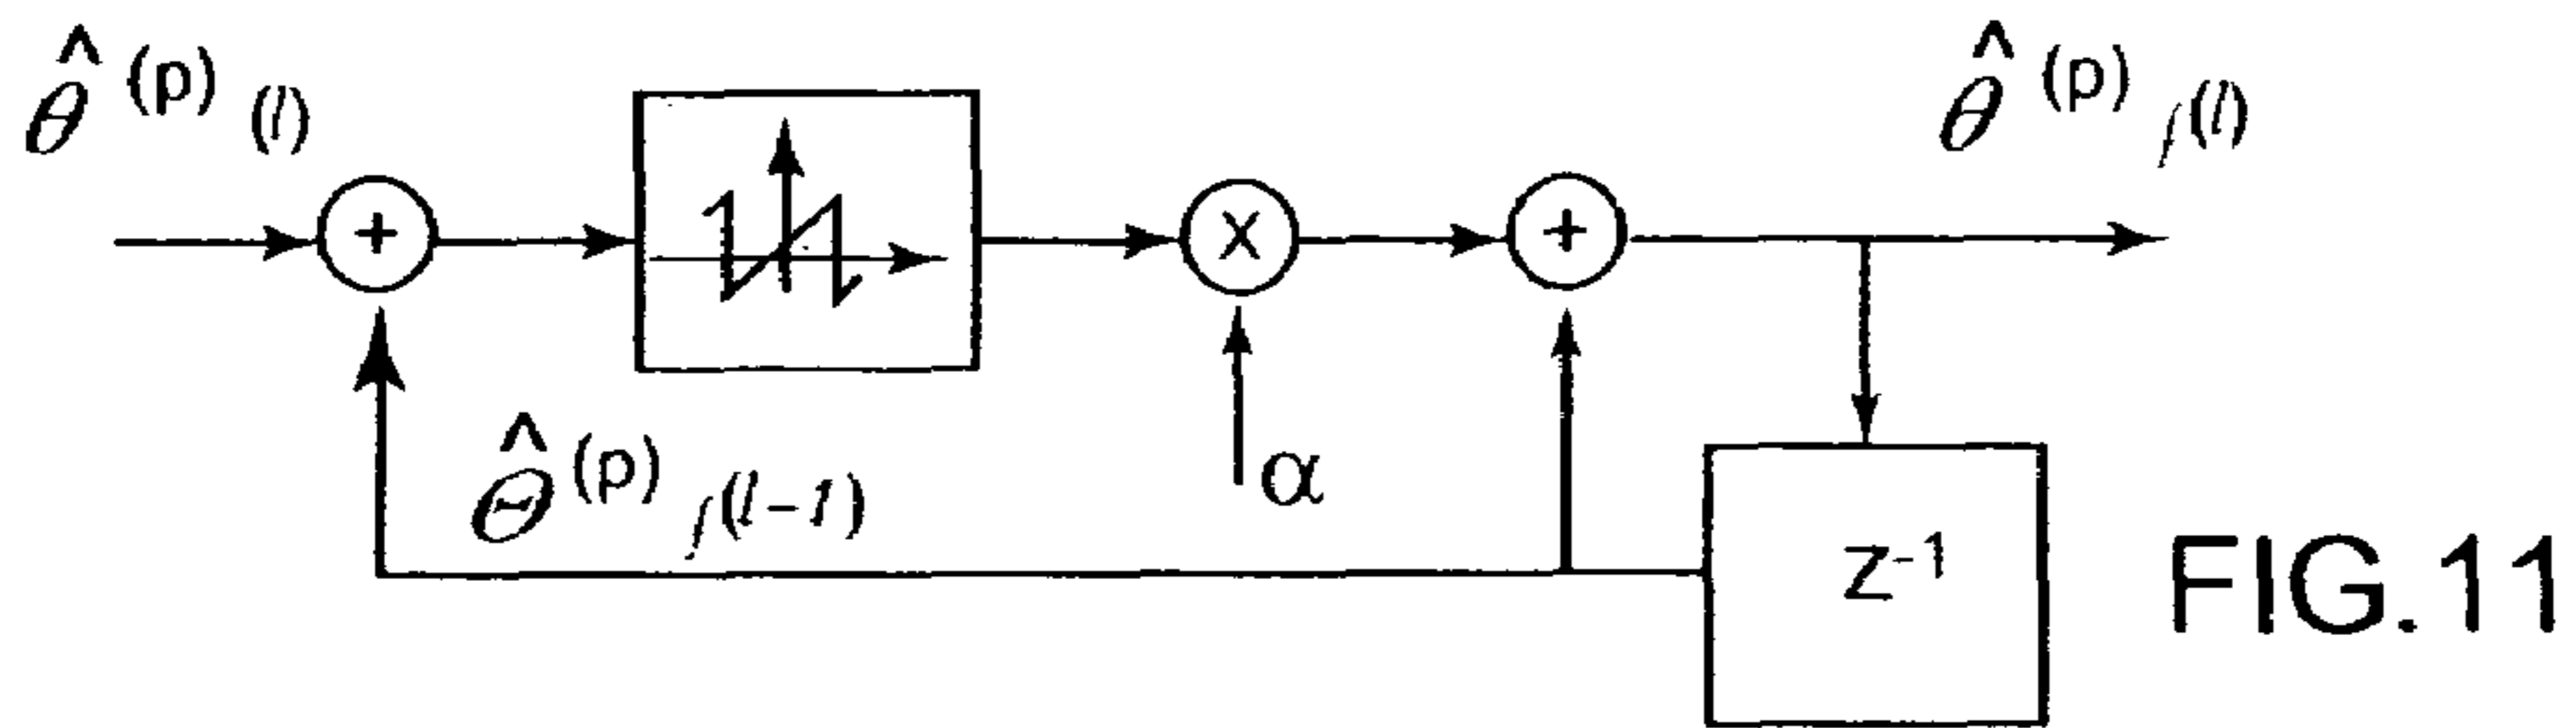 θ̂ (p) (l)
θ̂ (p) f(l)
+
X
+
α
Θ̂ (p) f(l-1)
Z-1
FIG.11